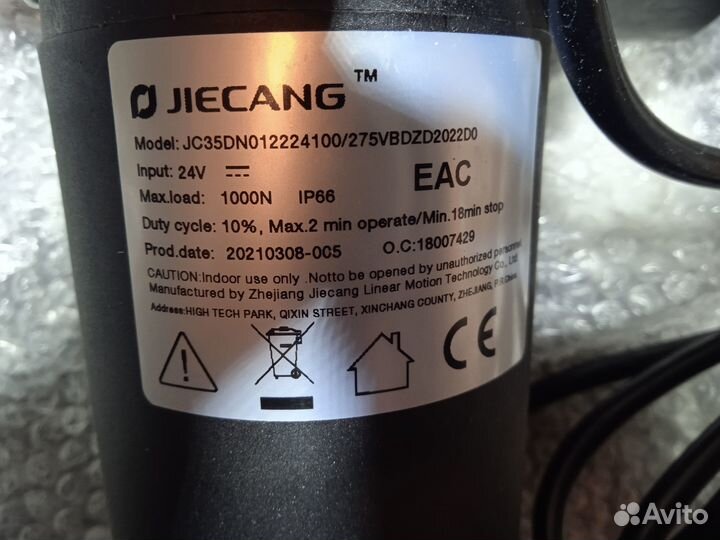 JIECANG™
Model: JC35DN012224100/275VBDZD2022D0
Input: 24V
Max.load: 1000N IP66
EAC
Duty cycle: 10%, Max.2 min operate/Min.18min stop
Prod.date: 20210308-005 O.C:18007429
CAUTION:Indoor use only .Notto be opened by unauthorized personnel.
Manufactured by Zhejiang Jiecang Linear Motion Technology Co., Ltd
Address:HIGH TECH PARK, QIXIN STREET, XINCHANG COUNTY, ZHEJIANG, P.R.China.
CE
Avito